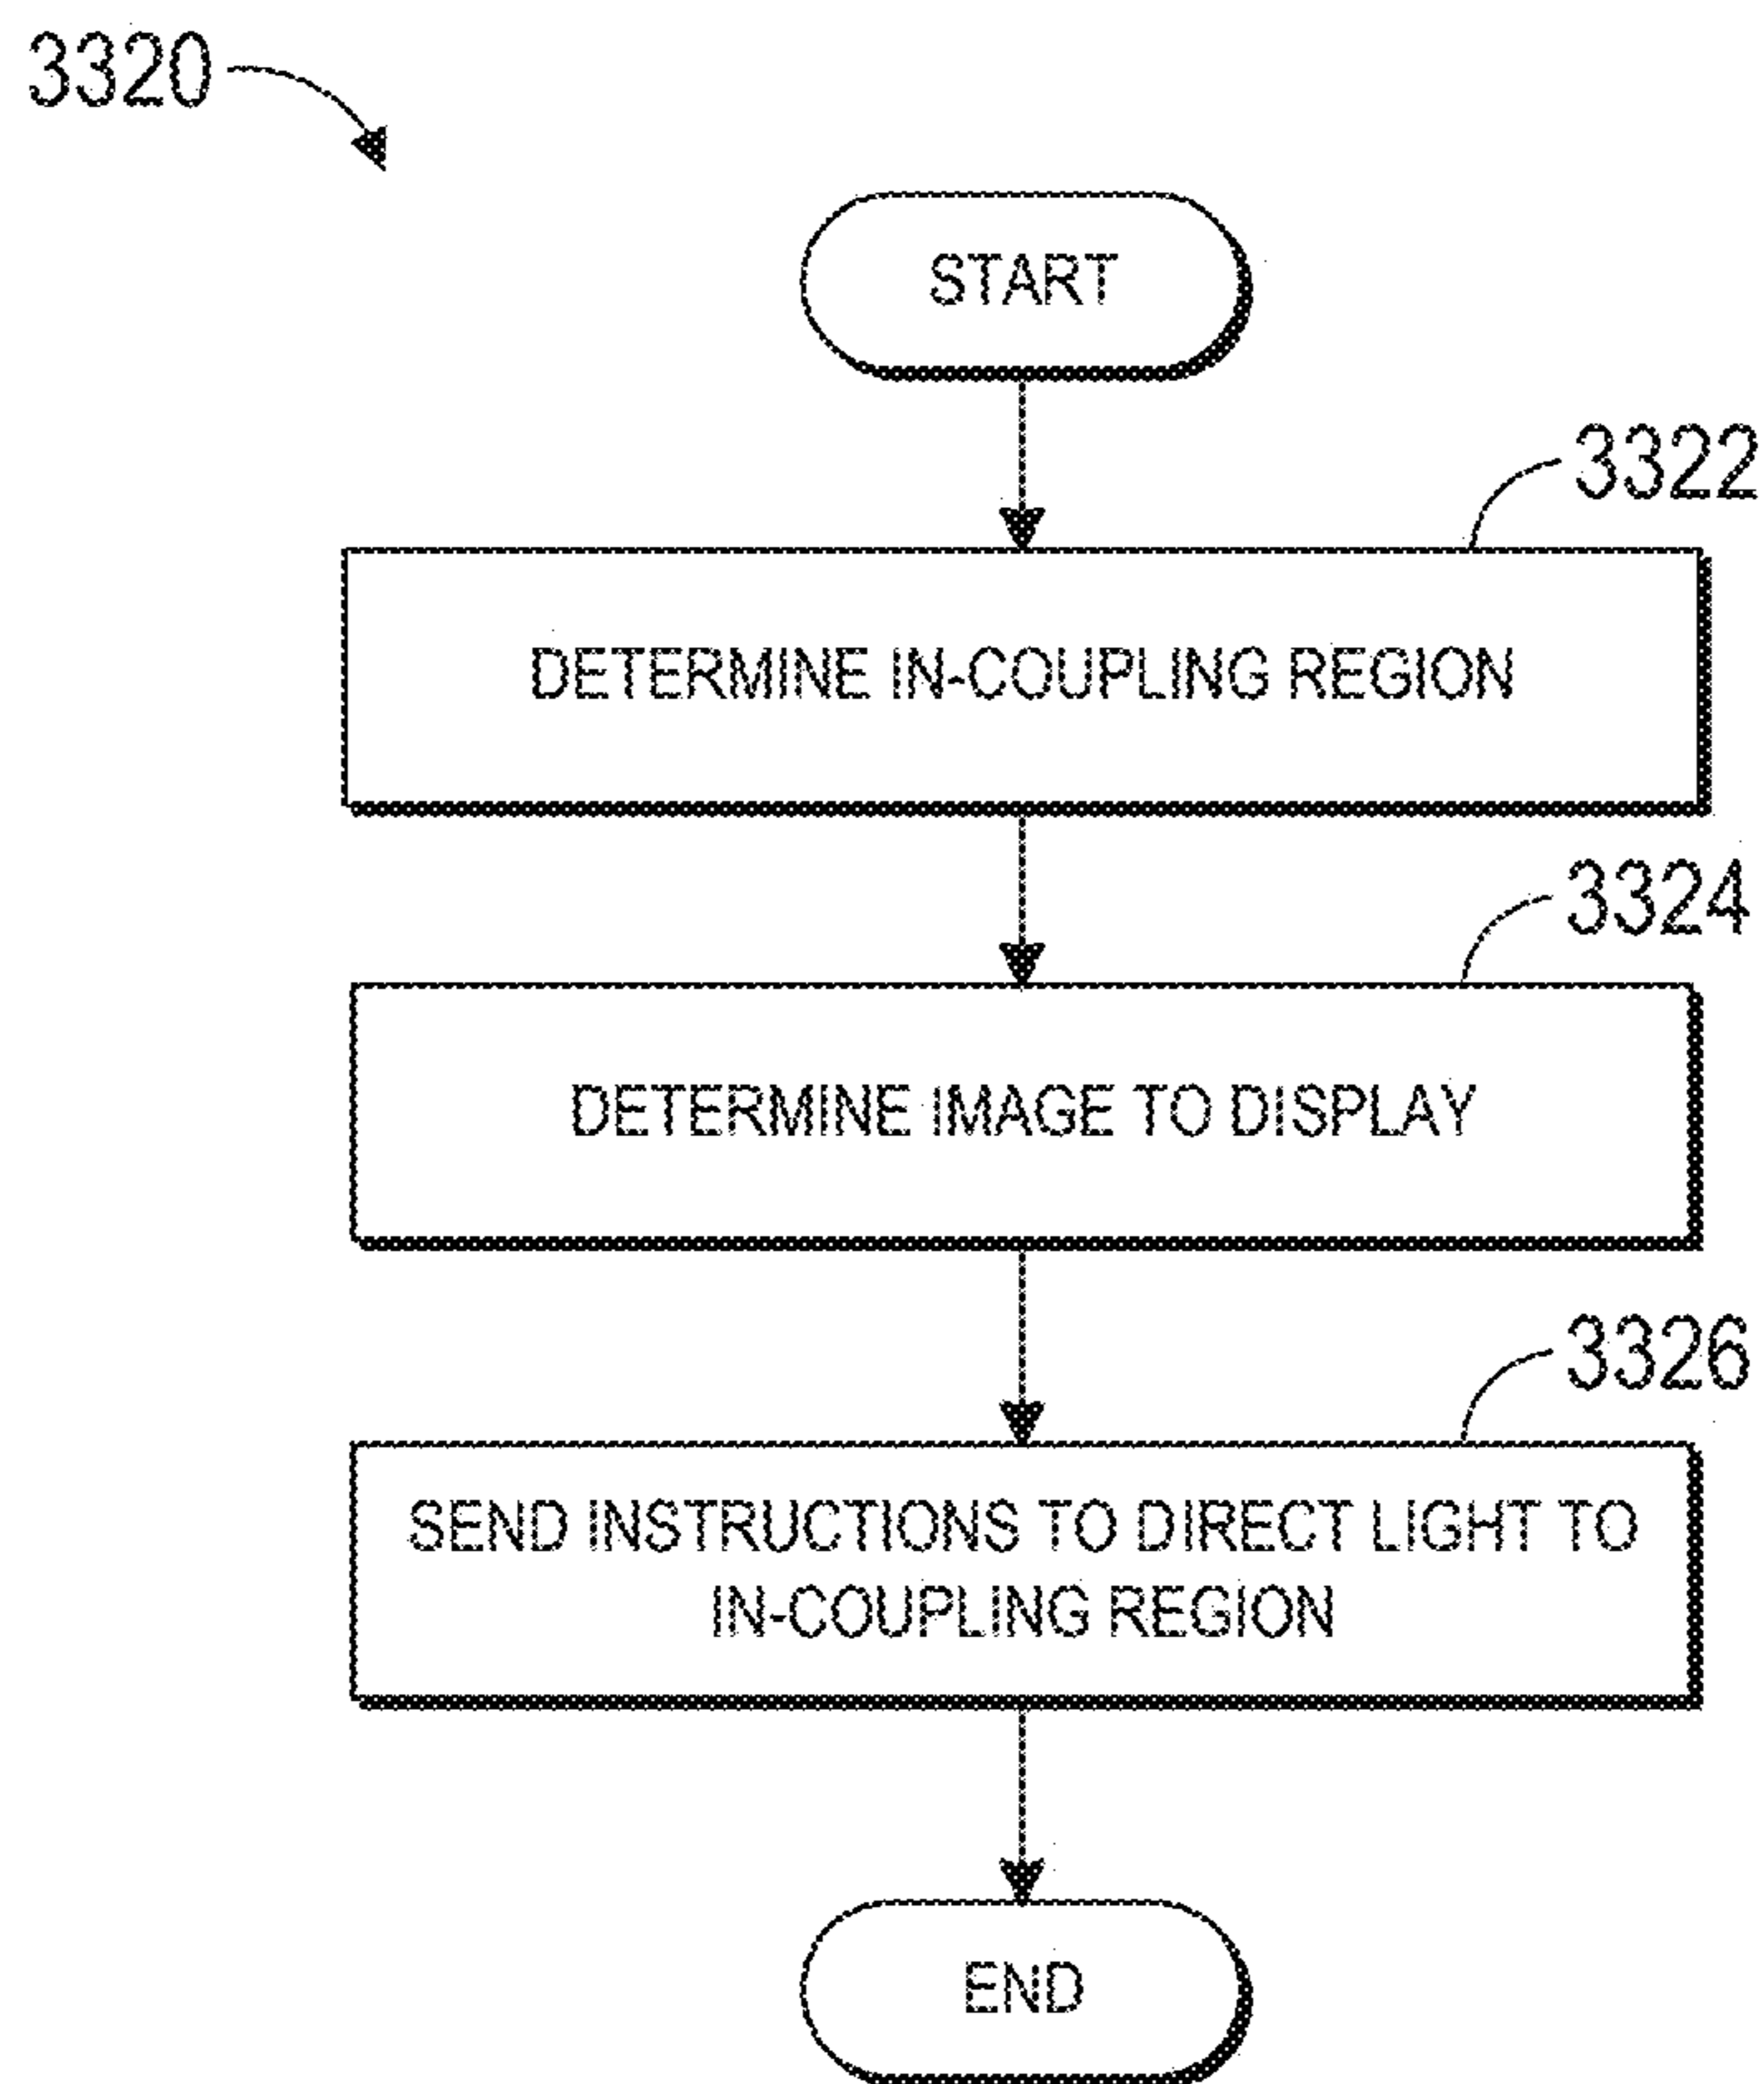 3320
START
3322
DETERMINE IN-COUPLING REGION
3324
DETERMINE IMAGE TO DISPLAY
3326
SEND INSTRUCTIONS TO DIRECT LIGHT TO
IN-COUPLING REGION
END